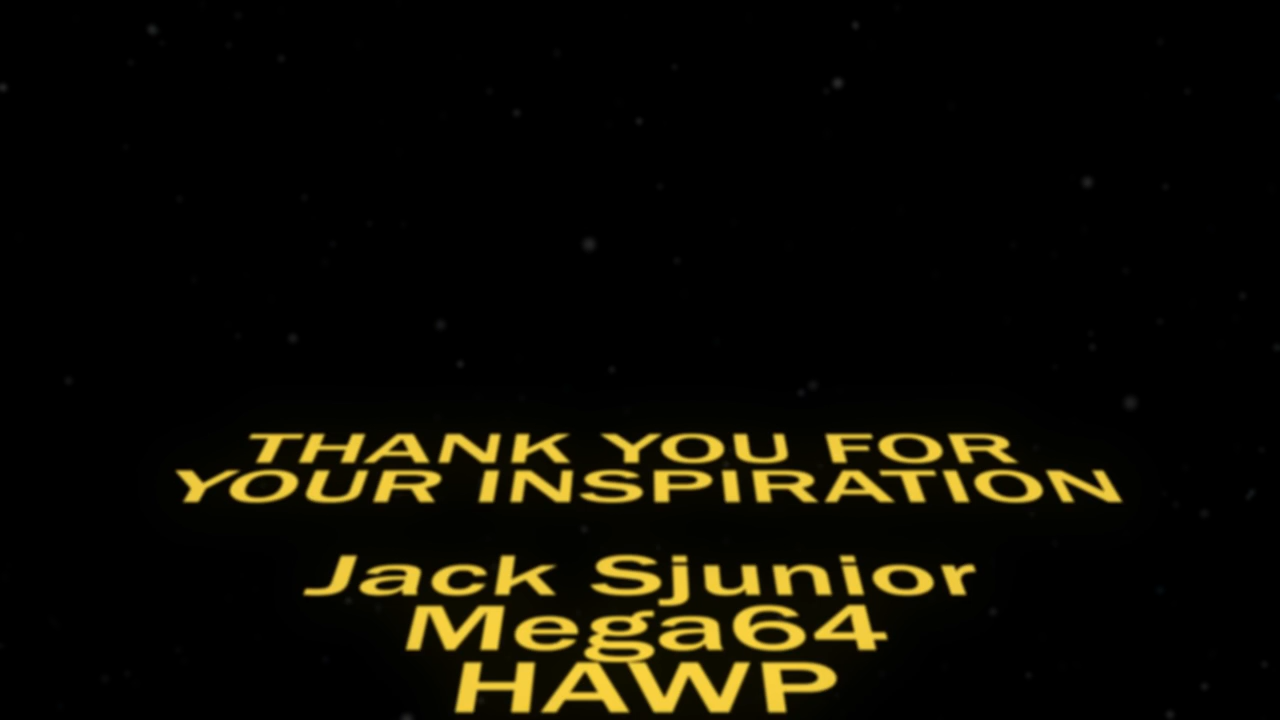 THANK YOU FOR
YOUR INSPIRATION
Jack Sjunior
Mega64
HAWP